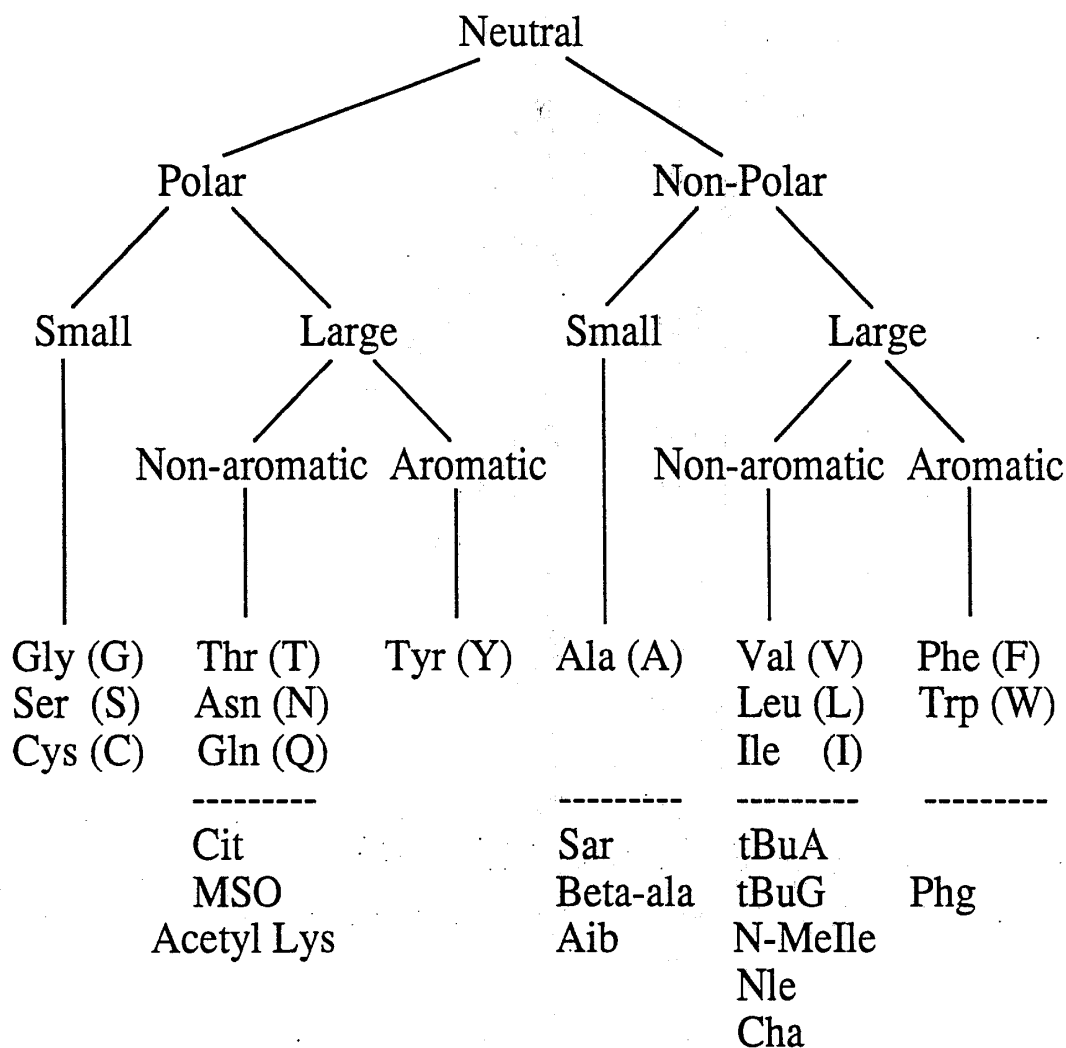 Neutral
Polar Non-Polar
Small Large Small Large
Non-aromatic Aromatic Non-aromatic Aromatic
Gly (G) Thr (T) Tyr (Y) Ala (A) Val (V) Phe (F)
Ser (S) Asn (N) Leu (L) Trp (W)
Cys (C) Gln (Q) Ile (I)
--------- --------- --------- ---------
Cit Sar tBuA
MSO Beta-ala tBuG Phg
Acetyl Lys Aib N-MeIle
Nle
Cha